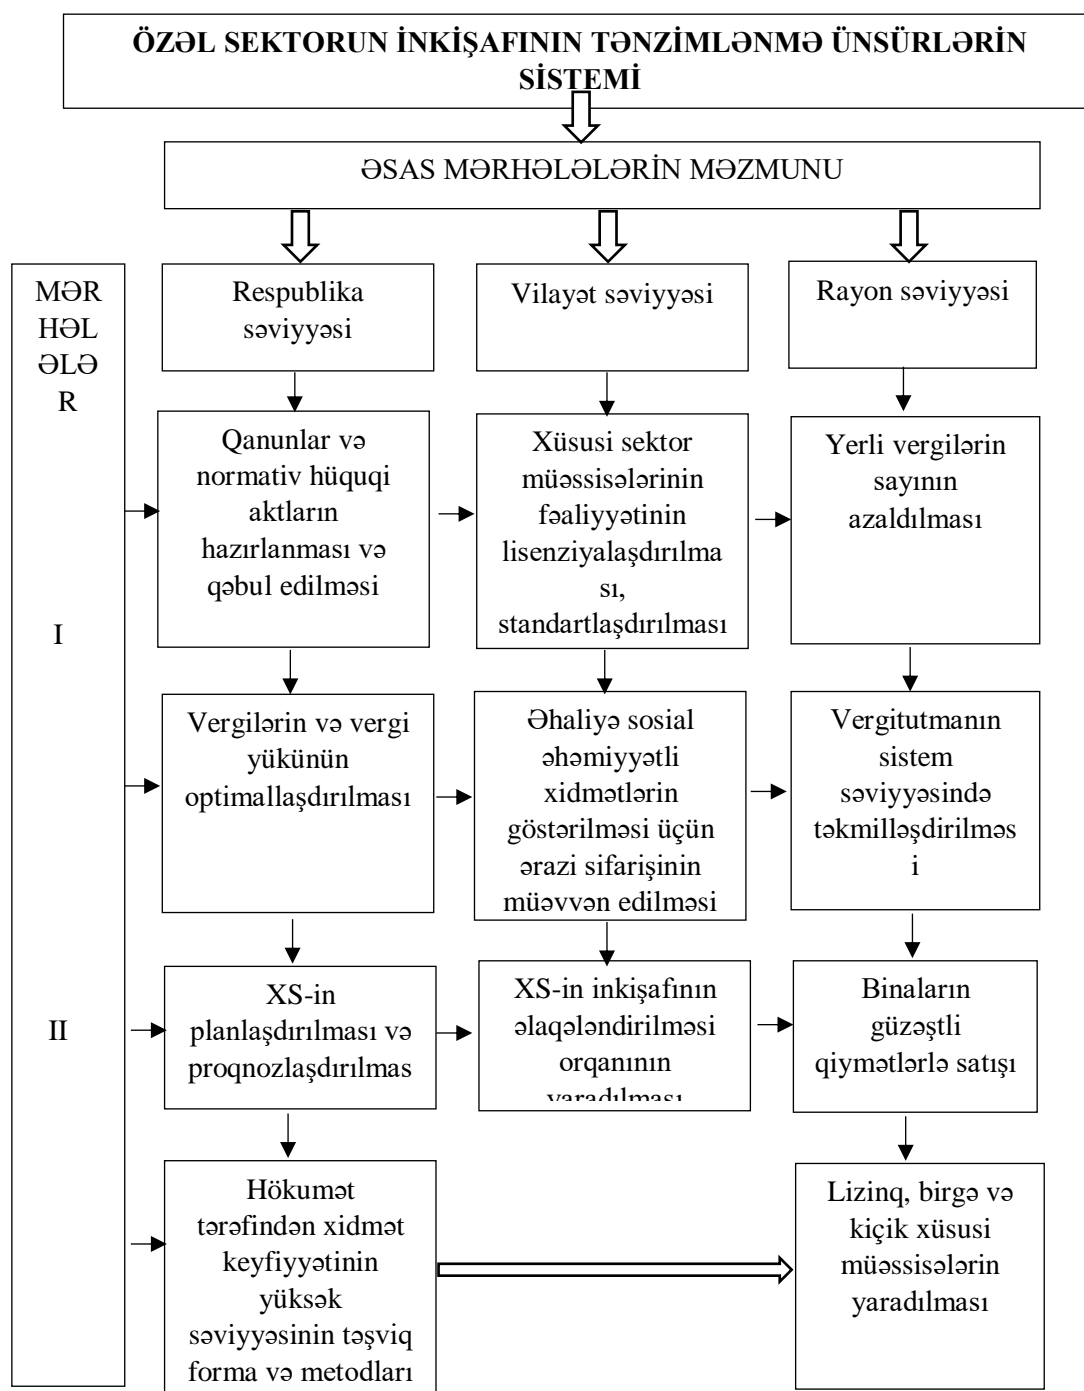 ÖZƏL SEKTORUN İNKİŞAFININ TƏNZİMLƏNMƏ ÜNSÜRLƏRİN
SİSTEMİ
ƏSAS MƏRHƏLƏLƏRİN MƏZMUNU
MƏR
HƏL
ƏLƏ
R
I
II
Respublika
səviyyəsi
Vilayət səviyyəsi
Rayon səviyyəsi
Qanunlar və
normativ hüquqi
aktların
hazırlanması və
qəbul edilməsi
Xüsusi sektor
müəssisələrinin
fəaliyyətinin
lisenziyalaşdırılma
sı,
standartlaşdırılması
Yerli vergilərin
sayının
azaldılması
Vergilərin və vergi
yükünün
optimallaşdırılması
Əhaliyə sosial
əhəmiyyətli
xidmətlərin
göstərilməsi üçün
ərazi sifarişinin
müəvvən edilməsi
Vergitutmanın
sistem
səviyyəsində
təkmilləşdirilməs
i
XS-in
planlaşdırılması və
proqnozlaşdırılmas
XS-in inkişafının
əlaqələndirilməsi
orqanının
yaradılması
Binaların
güzəştli
qiymətlərlə satışı
Hökumət
tərəfindən xidmət
keyfiyyətinin
yüksək
səviyyəsinin təşviq
forma və metodları
Lizinq, birgə və
kiçik xüsusi
müəssisələrin
yaradılması